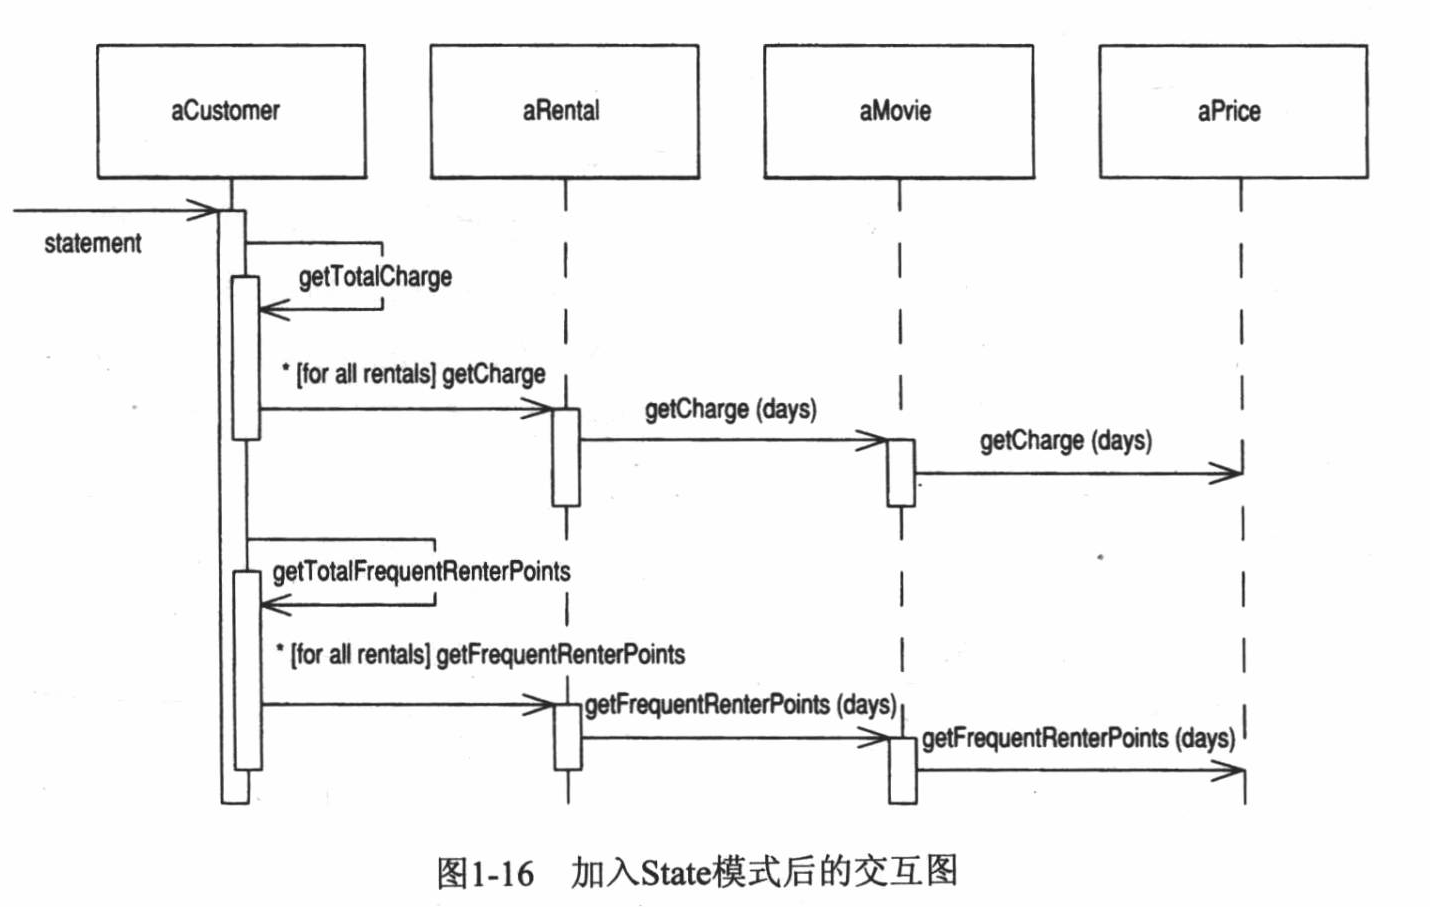 aCustomer
aRental
aMovie
aPrice
statement
getTotalCharge
* [for all rentals] getCharge
getCharge (days)
getCharge (days)
getTotalFrequentRenterPoints
* [for all rentals] getFrequentRenterPoints
getFrequentRenterPoints (days)
getFrequentRenterPoints (days)
图1-16 加入State模式后的交互图